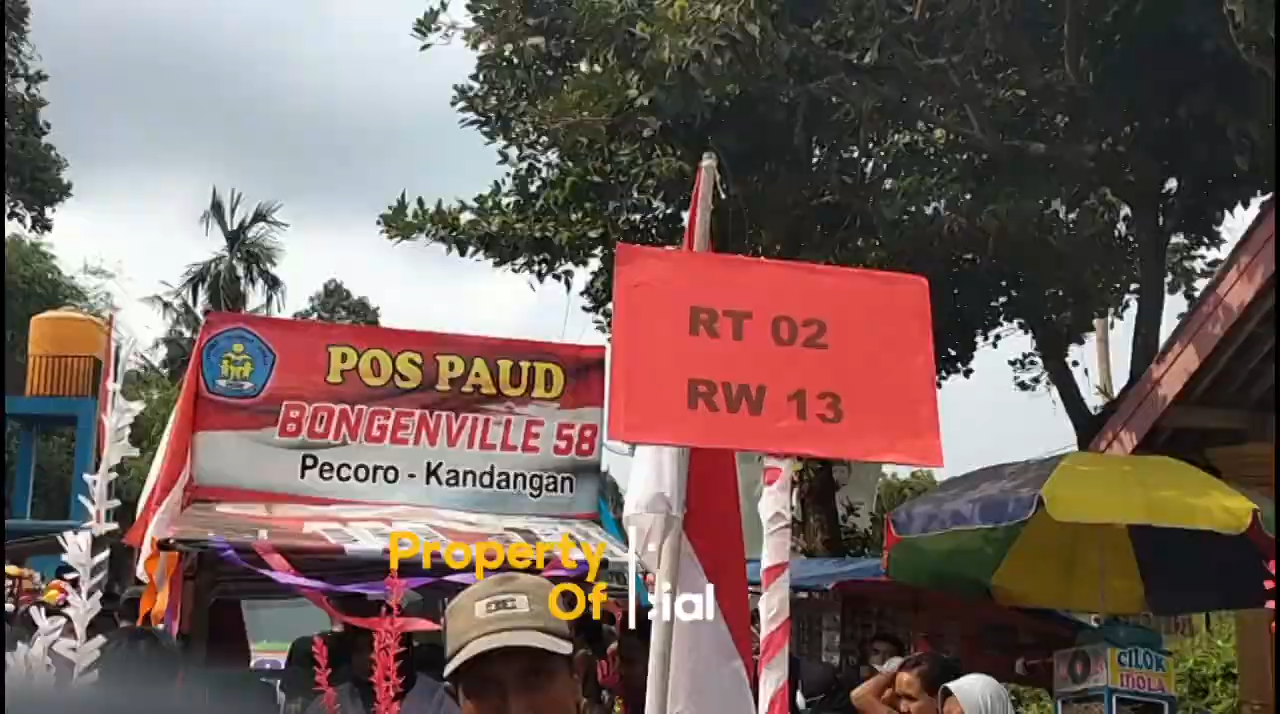 POS PAUD
BONGENVILLE 58
Pecoro - Kandangan
RT 02
RW 13
Property
Of
CILOK
IDOLA